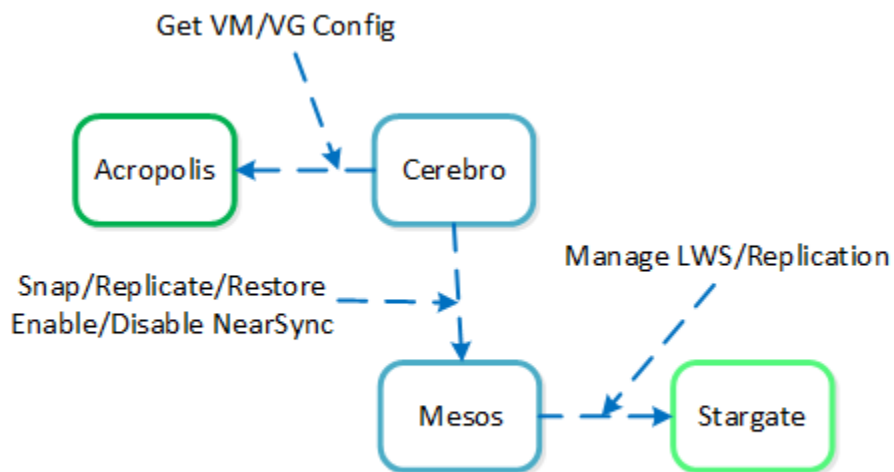 Get VM/VG Config
Acropolis
Cerebro
Manage LWS/Replication
Snap/Replicate/Restore
Enable/Disable NearSync
Mesos
Stargate